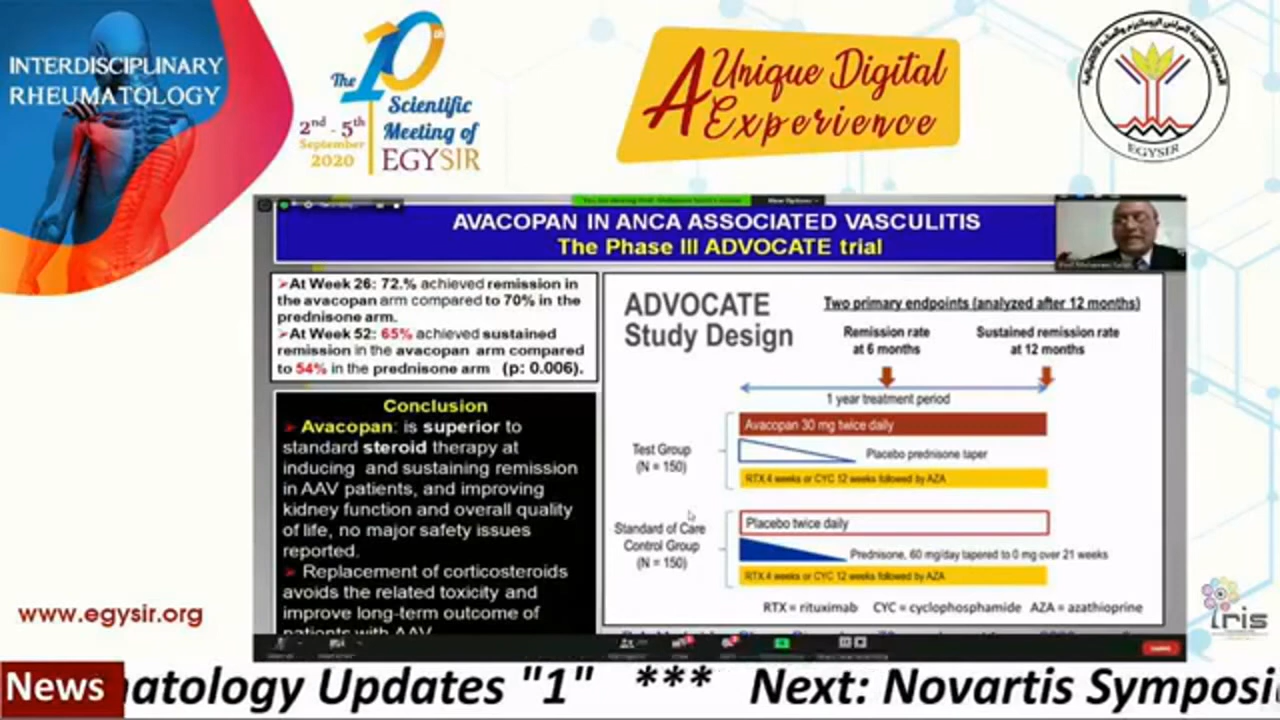 INTERDISCIPLINARY
RHEUMATOLOGY
The 10th
Scientific
Meeting of
EGYSIR
2nd - 5th
September
2020
A Unique Digital
Experience
EGYSIR
AVACOPAN IN ANCA ASSOCIATED VASCULITIS
The Phase III ADVOCATE trial
➢At Week 26: 72.% achieved remission in
the avacopan arm compared to 70% in the
prednisone arm.
➢At Week 52: 65% achieved sustained
remission in the avacopan arm compared
to 54% in the prednisone arm (p: 0.006).
Conclusion
➢ Avacopan: is superior to
standard steroid therapy at
inducing and sustaining remission
in AAV patients, and improving
kidney function and overall quality
of life, no major safety issues
reported.
➢ Replacement of corticosteroids
avoids the related toxicity and
improve long-term outcome of
patients with AAV
ADVOCATE
Study Design
Two primary endpoints (analyzed after 12 months)
Remission rate
at 6 months
Sustained remission rate
at 12 months
1 year treatment period
Test Group
(N = 150)
Avacopan 30 mg twice daily
Placebo prednisone taper
RTX 4 weeks or CYC 12 weeks followed by AZA
Standard of Care
Control Group
(N = 150)
Placebo twice daily
Prednisone, 60 mg/day tapered to 0 mg over 21 weeks
RTX 4 weeks or CYC 12 weeks followed by AZA
RTX = rituximab CYC = cyclophosphamide AZA = azathioprine
www.egysir.org
iris
News
atology Updates "1" *** Next: Novartis Symposi